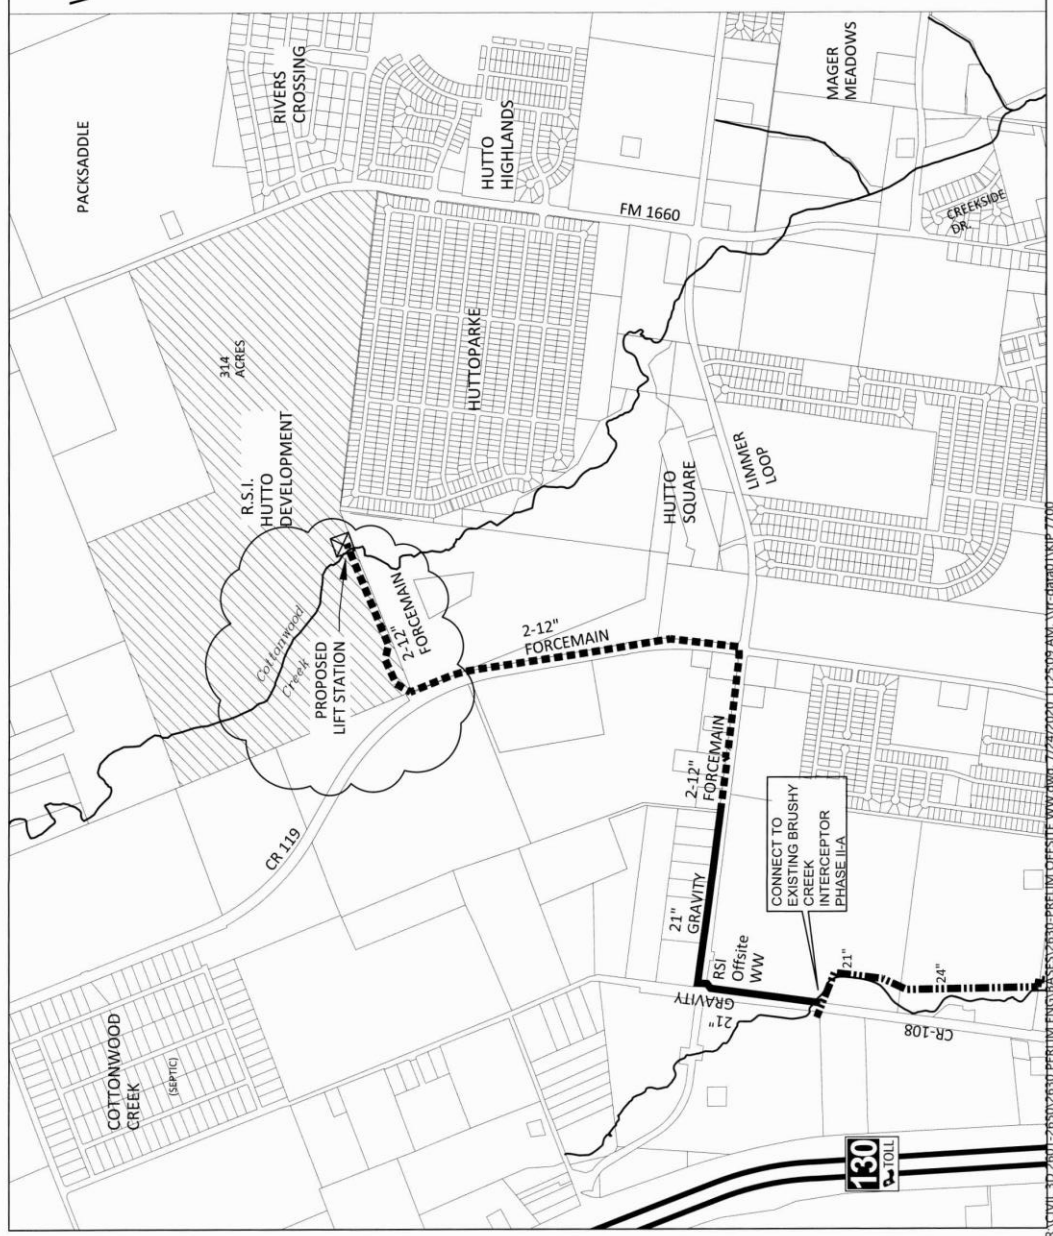 PACKSADDLE
RIVERS
CROSSING
HUTTO
HIGHLANDS
MAGER
MEADOWS
FM 1660
CREEKSIDE
DR.
314
ACRES
R.S.I.
HUTTO
DEVELOPMENT
HUTTOPARKE
HUTTO
SQUARE
LIMMER
LOOP
Cottonwood
Creek
PROPOSED
LIFT STATION
2-12"
FORCEMAIN
2-12"
FORCEMAIN
2-12"
FORCEMAIN
CR 119
21"
GRAVITY
RSI
Offsite
WW
21"
GRAVITY
CONNECT TO
EXISTING BRUSHY
CREEK
INTERCEPTOR
PHASE II-A
21"
24"
CR-108
COTTONWOOD
CREEK
(SEPTIC)
130
TOLL